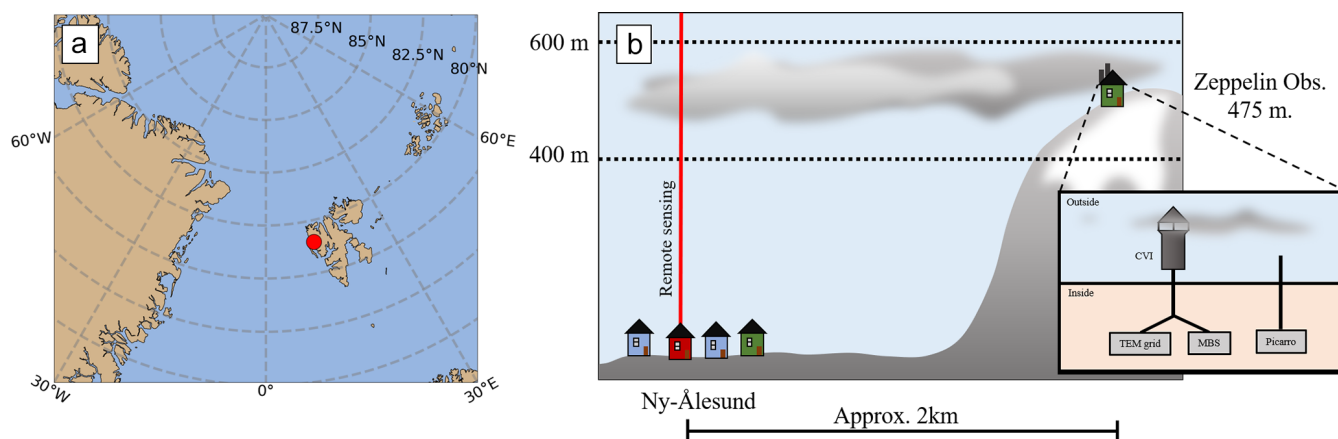 a
87.5°N
85°N
82.5°N
80°N
60°W
60°E
30°W
0°
30°E
b
600 m
400 m
Remote sensing
Zeppelin Obs.
475 m.
Outside
CVI
Inside
TEM grid
MBS
Picarro
Ny-Ålesund
Approx. 2km